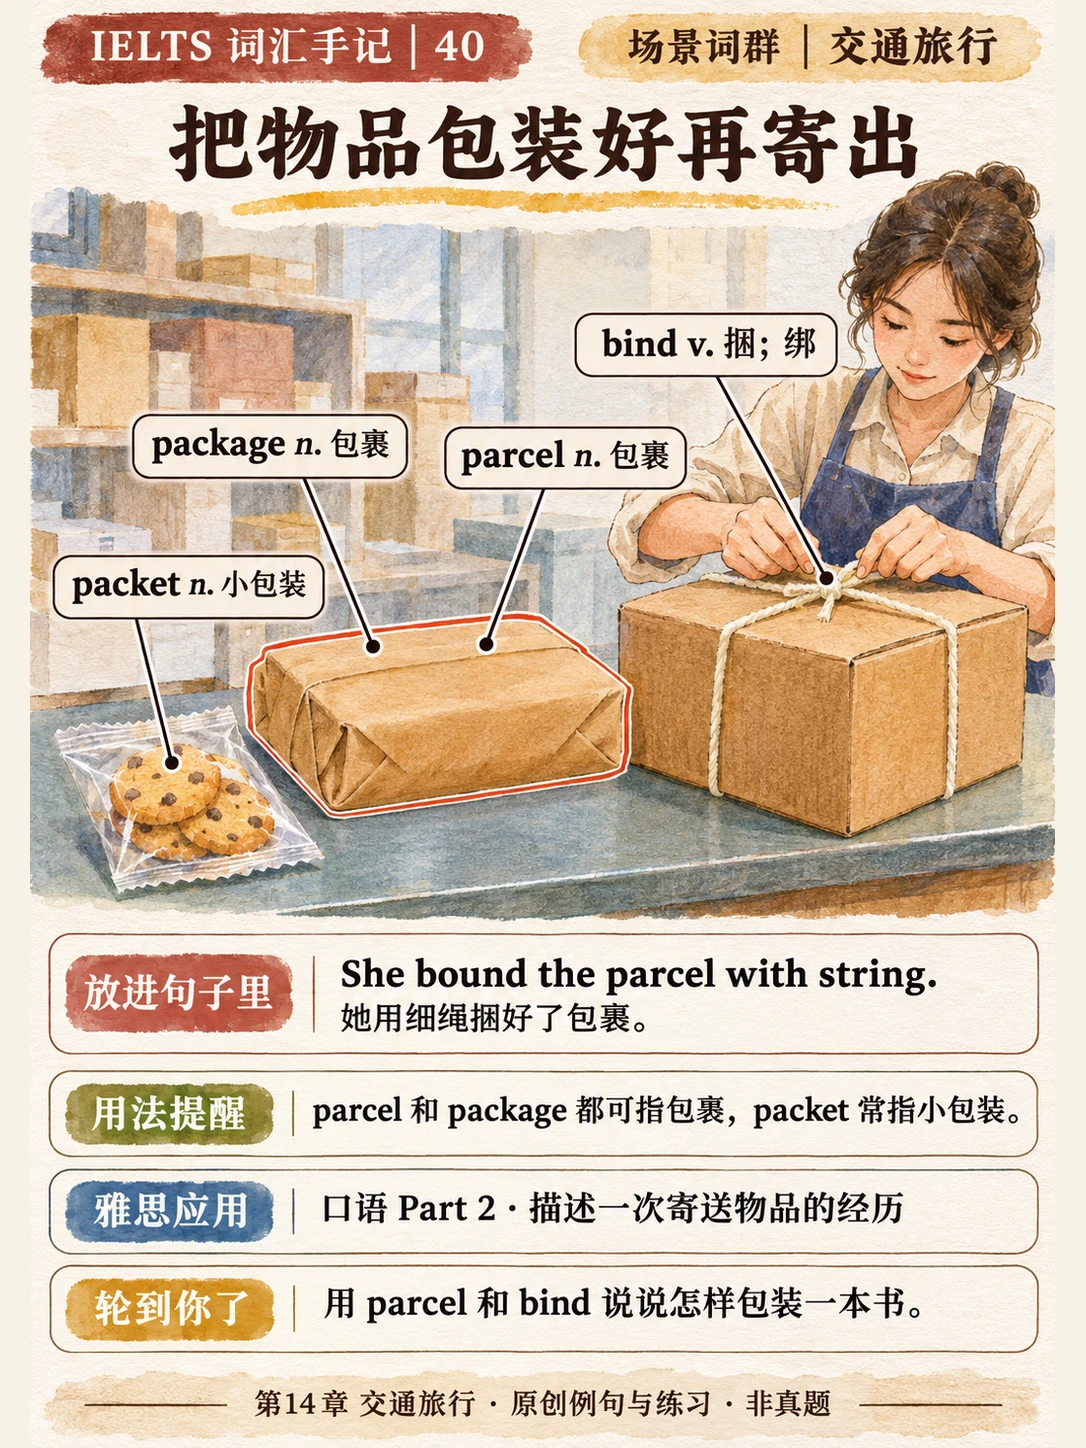 IELTS 词汇手记 | 40
场景词群 | 交通旅行
把物品包装好再寄出
bind v. 捆；绑
package n. 包裹
parcel n. 包裹
packet n. 小包装
放进句子里
She bound the parcel with string.
她用细绳捆好了包裹。
用法提醒
parcel 和 package 都可指包裹，packet 常指小包装。
雅思应用
口语 Part 2 · 描述一次寄送物品的经历
轮到你了
用 parcel 和 bind 说说怎样包装一本书。
第14章 交通旅行 · 原创例句与练习 · 非真题